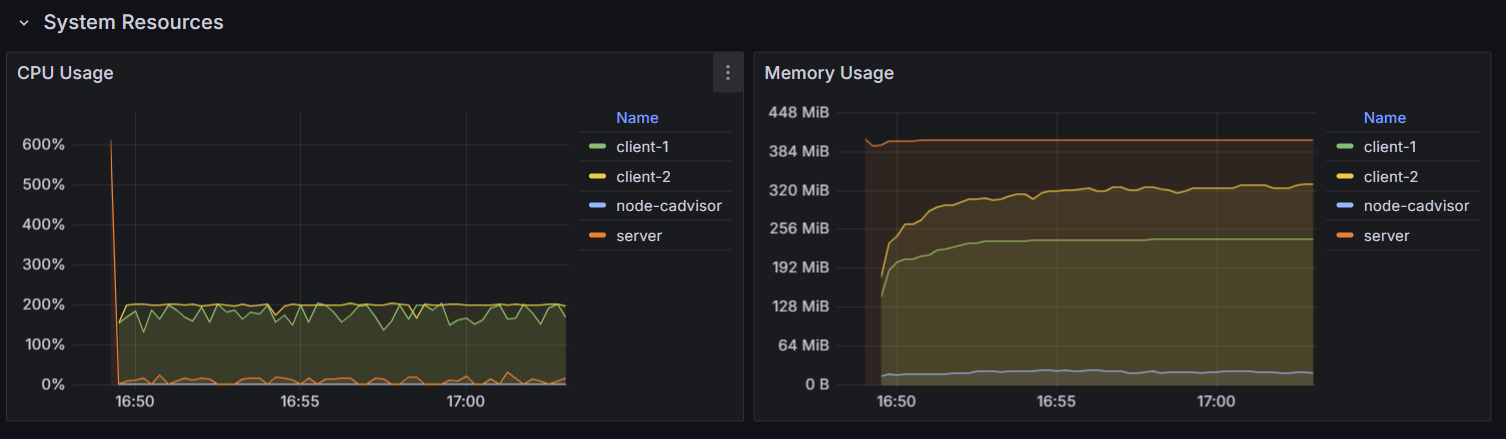 System Resources
CPU Usage
600%
500%
400%
300%
200%
100%
0%
16:50
16:55
17:00
Name
client-1
client-2
node-cadvisor
server
Memory Usage
448 MiB
384 MiB
320 MiB
256 MiB
192 MiB
128 MiB
64 MiB
0 B
16:50
16:55
17:00
Name
client-1
client-2
node-cadvisor
server